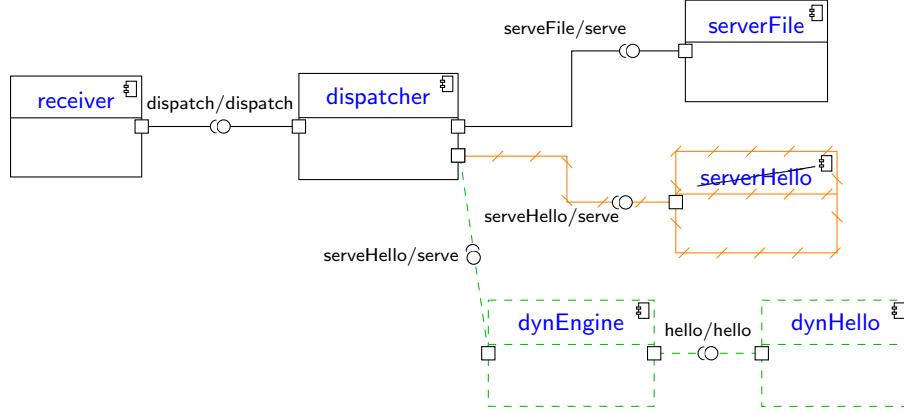 serveFile/serve
serverFile
receiver
dispatch/dispatch
dispatcher
serverHello
serveHello/serve
serveHello/serve
dynEngine
hello/hello
dynHello